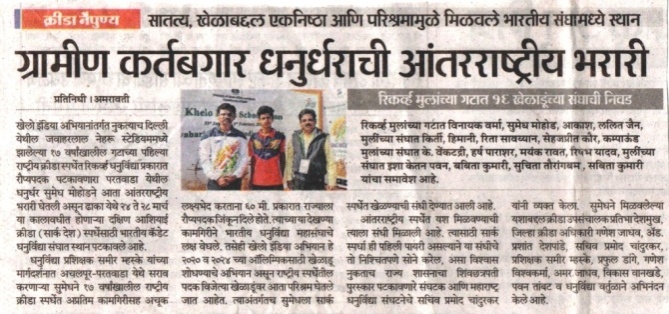 क्रीडा नैपुण्य
सातत्य, खेळाबद्दल एकनिष्ठा आणि परिश्रमामुळे मिळवले भारतीय संघामध्ये स्थान
ग्रामीण कर्तबगार धनुर्धराची आंतरराष्ट्रीय भरारी
प्रतिनिधी।अमरावती
खेलो इंडिया अभियानांतर्गत नुकत्याच दिल्ली
येथील जवाहरलाल नेहरू स्टेडियममध्ये
झालेल्या १७ वर्षाखालील गटाच्या पहिल्या
राष्ट्रीय क्रीडा स्पर्धेत रिकर्व्ह धनुर्विद्या प्रकारात
रौप्यपदक पटकावणारा परतवाडा येथील
धनुर्धर सुमेध मोहोडने आता आंतरराष्ट्रीय
भरारी घेतली असून ढाका येथे २४ ते २८ मार्च
या कालावधीत होणाऱ्या दक्षिण आशियाई
क्रीडा (सार्क देश) स्पर्धेसाठी भारतीय कॅडेट
धनुर्विद्या संघात स्थान पटकावले आहे.
धनुर्विद्या प्रशिक्षक समीर म्हस्के यांच्या
मार्गदर्शनात अचलपूर-परतवाडा येथे सराव
करणाऱ्या सुमेधने १७ वर्षाखालील राष्ट्रीय
क्रीडा स्पर्धेत अप्रतिम कामगिरीसह अचूक
Khelo
School
लक्ष्यभेद करताना ६० मी. प्रकारात राज्याला
रौप्यपदक जिंकून दिले होते. त्याच्या या देखण्या
कामगिरीने भारतीय धनुर्विद्या महासंघाचे
लक्ष वेधले. तसेही खेलो इंडिया अभियान हे
२०२० व २०२४ च्या ऑलिम्पिकसाठी खेळाडू
शोधण्याचे अभियान असून राष्ट्रीय स्पर्धेतील
पदक विजेत्या खेळाडूंवर आता परिश्रम घेतले
जात आहेत. त्याअंतर्गतच सुमेधला सार्क
रिकर्व्ह मुलांच्या गटात १६ खेळाडूंच्या संघाची निवड
रिकर्व्ह मुलांच्या गटात विनायक वर्मा, सुमेध मोहोड, आकाश, ललित जैन,
मुलींच्या संघात किर्ती, हिमानी, रिता सावय्यान, सेहजप्रीत कौर, कम्पाऊंड
मुलांच्या संघात के. वेंकटद्री, हर्ष पाराशर, मयंक रावत, रिषभ यादव, मुलींच्या
संघात इशा केतन पवन, बबिता कुमारी, सुचिता तौरांगबम, सबिता कुमारी
यांचा समावेश आहे.
स्पर्धेत खेळण्याची संधी देण्यात आली आहे.
आंतरराष्ट्रीय स्पर्धेत यश मिळविण्याची
त्याला संधी मिळाली आहे. त्यासाठी सार्क
स्पर्धा ही पहिली पायरी असल्याने या संधीचे
तो निश्चितपणे सोने करेल, असा विश्वास
नुकताच राज्य शासनाचा शिवछत्रपती
पुरस्कार पटकावणारे संघटक आणि महाराष्ट्र
धनुर्विद्या संघटनेचे सचिव प्रमोद चांदुरकर
यांनी व्यक्त केला. सुमेधने मिळवलेल्या
यशाबद्दल क्रीडा उपसंचालक प्रतिभा देशमुख,
जिल्हा क्रीडा अधिकारी गणेश जाधव, अॅड.
प्रशांत देशपांडे, सचिव प्रमोद चांदुरकर,
प्रशिक्षक समीर म्हस्के, प्रफुल डांगे, गणेश
विश्वकर्मा, अमर जाधव, विकास वानखडे,
पवन तांबट व धनुर्विद्या वर्तुळाने अभिनंदन
केले आहे.